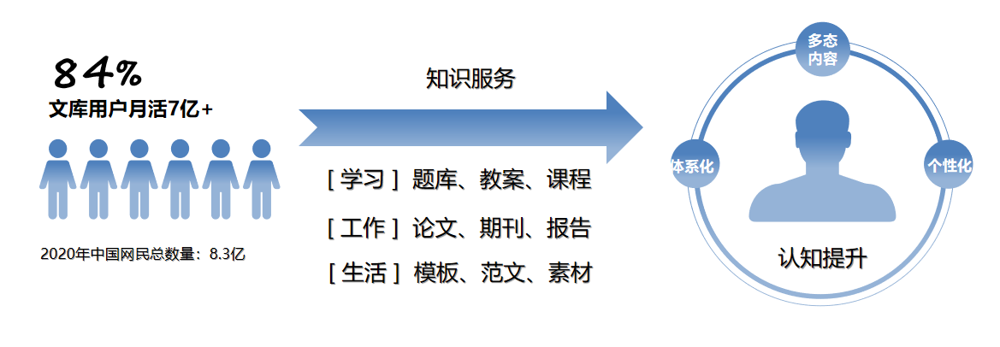 84%
文库用户月活7亿+
2020年中国网民总数量：8.3亿
知识服务
[ 学习 ] 题库、教案、课程
[ 工作 ] 论文、期刊、报告
[ 生活 ] 模板、范文、素材
多态
内容
体系化
个性化
认知提升